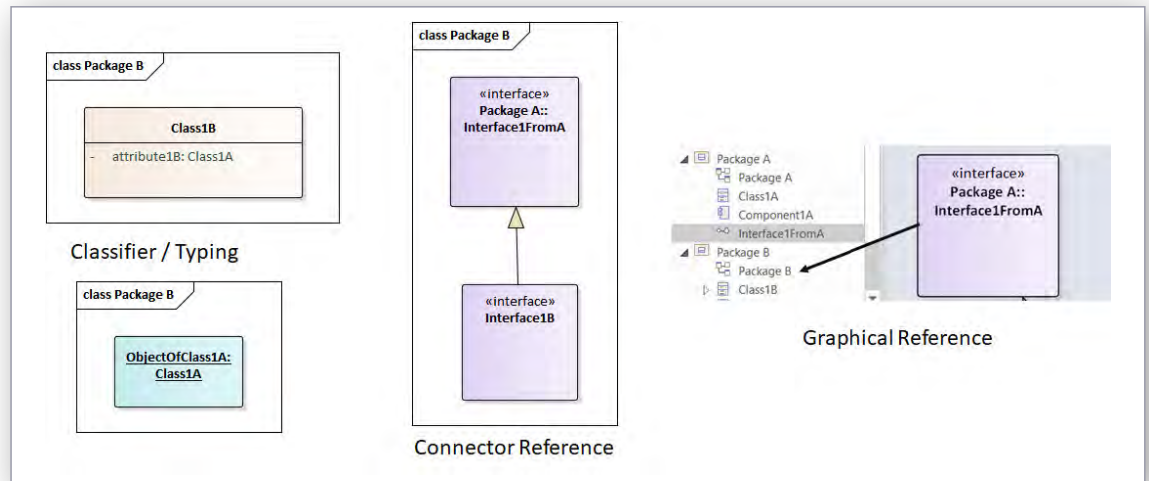 class Package B
Class1B
- attribute1B: Class1A
Classifier / Typing
class Package B
ObjectOfClass1A:
Class1A
class Package B
«interface»
Package A::
Interface1FromA
«interface»
Interface1B
Connector Reference
Package A
Package A
Class1A
Component1A
Interface1FromA
Package B
Package B
Class1B
«interface»
Package A::
Interface1FromA
Graphical Reference